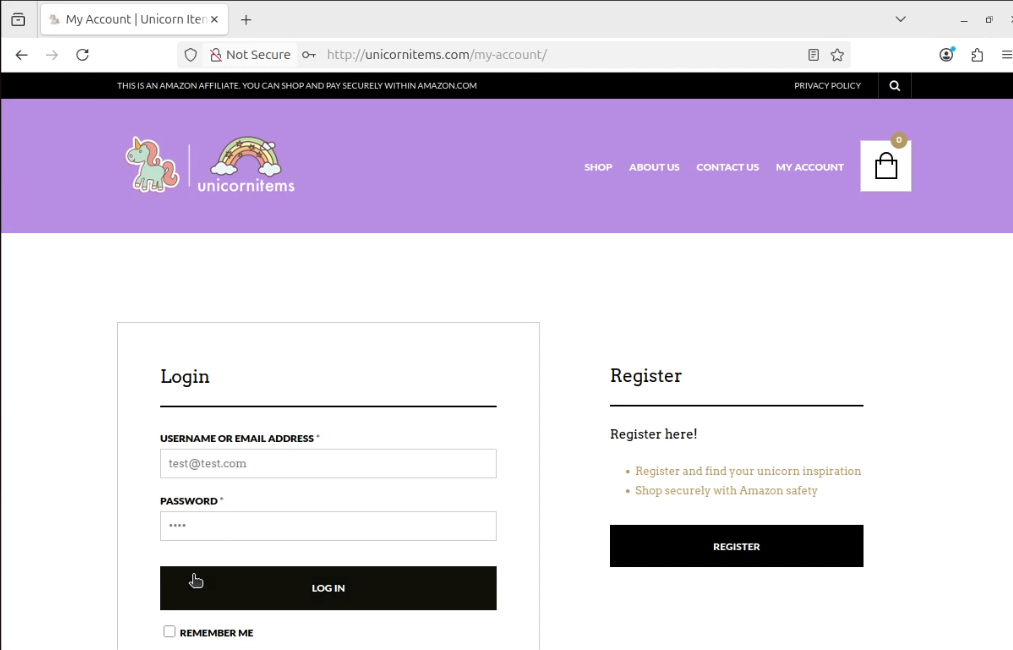 My Account | Unicorn Iten
Not Secure
http://unicornitems.com/my-account/
THIS IS AN AMAZON AFFILIATE. YOU CAN SHOP AND PAY SECURELY WITHIN AMAZON.COM
PRIVACY POLICY
unicornitems
SHOP
ABOUT US
CONTACT US
MY ACCOUNT
0
Login
USERNAME OR EMAIL ADDRESS *
test@test.com
PASSWORD *
••••
LOG IN
REMEMBER ME
Register
Register here!
• Register and find your unicorn inspiration
• Shop securely with Amazon safety
REGISTER